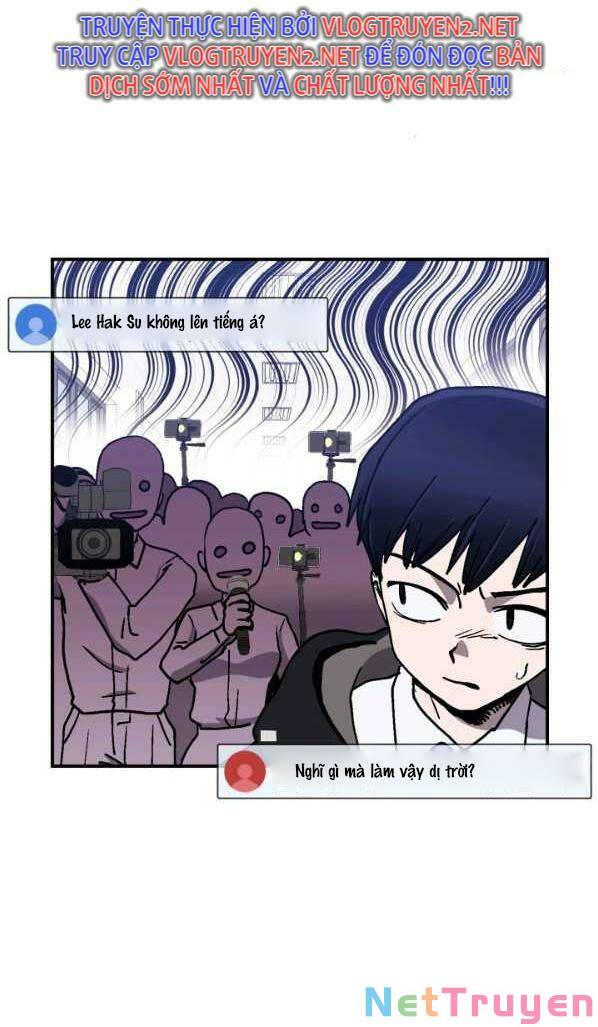 TRUYỆN THỰC HIỆN BỞI VLOGTRUYEN2.NET
TRUY CẬP VLOGTRUYEN2.NET ĐỂ ĐÓN ĐỌC BẢN
DỊCH SỚM NHẤT VÀ CHẤT LƯỢNG NHẤT!!!
Lee Hak Su không lên tiếng á?
Nghĩ gì mà làm vậy dị trời?
NetTruyen